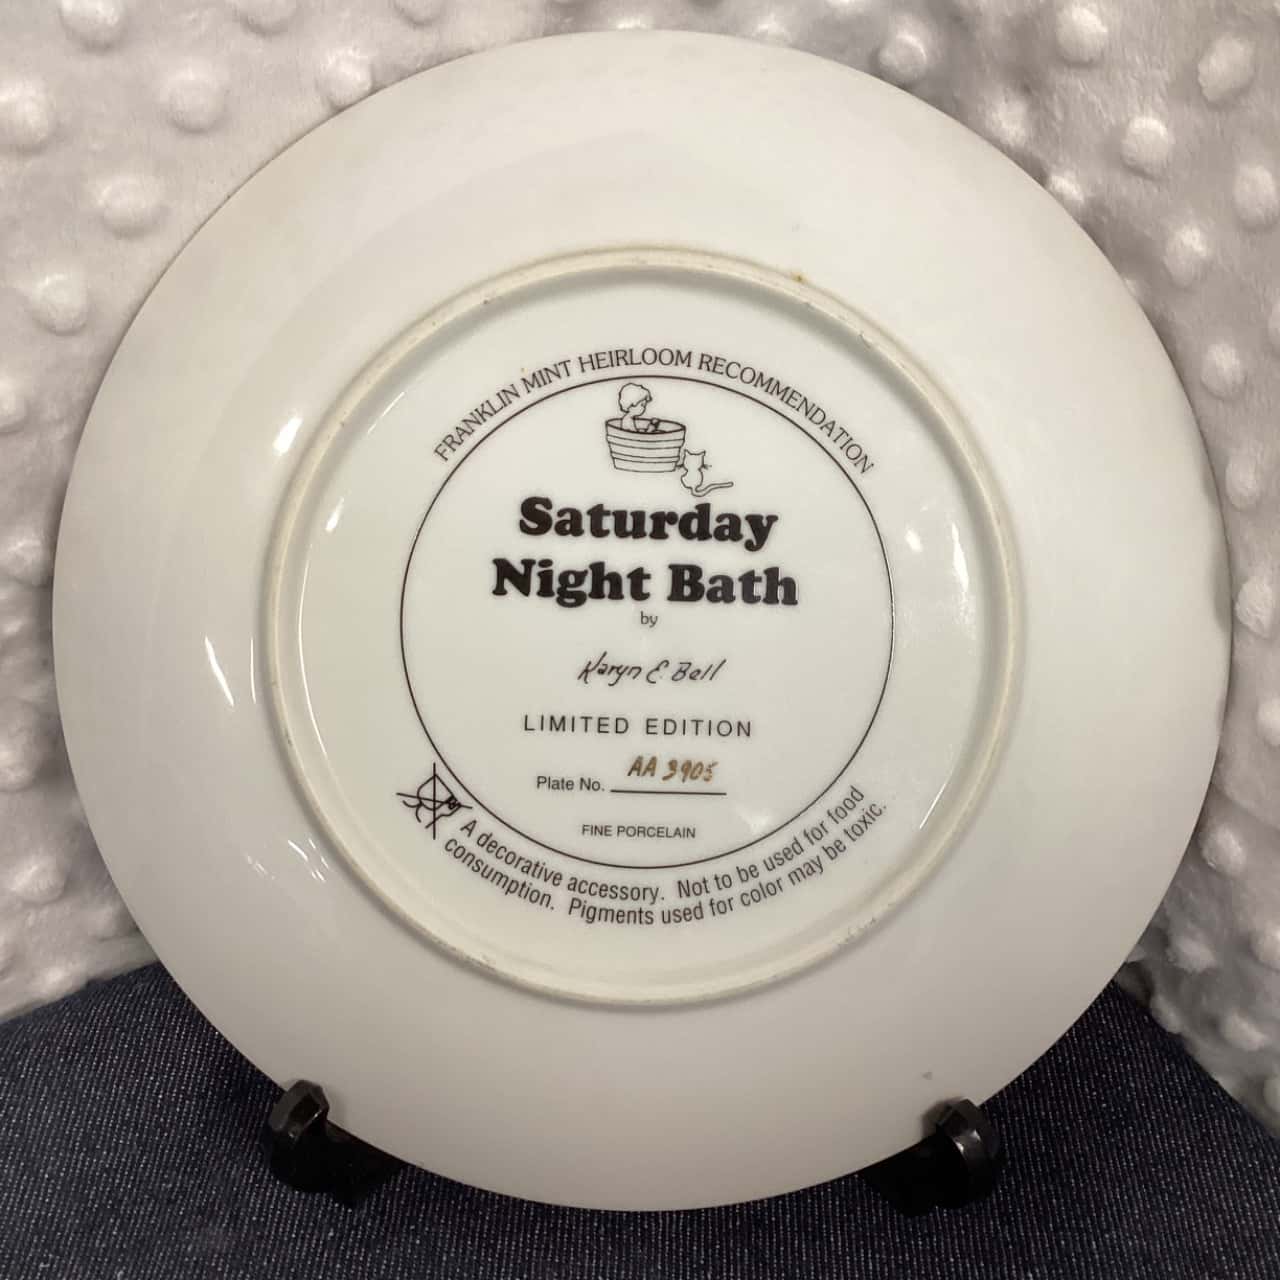 FRANKLIN MINT HEIRLOOM RECOMMENDATION
Saturday
Night Bath
by
Karyn E Bell
LIMITED EDITION
Plate No. AA 3905
FINE PORCELAIN
A decorative accessory. Not to be used for food
consumption. Pigments used for color may be toxic.